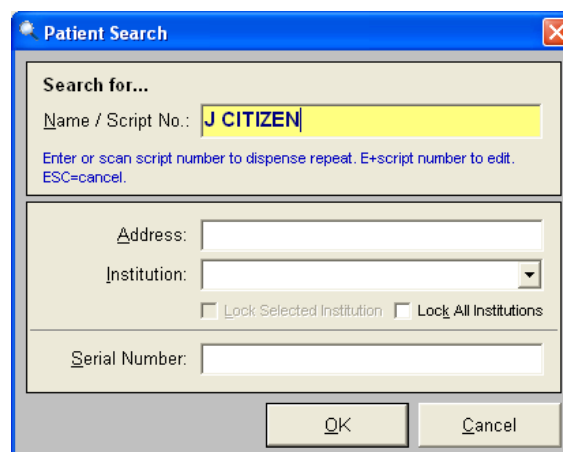 Patient Search
Search for...
Name / Script No.: J CITIZEN
Enter or scan script number to dispense repeat. E+script number to edit.
ESC=cancel.
Address:
Institution:
Lock Selected Institution Lock All Institutions
Serial Number:
OK Cancel